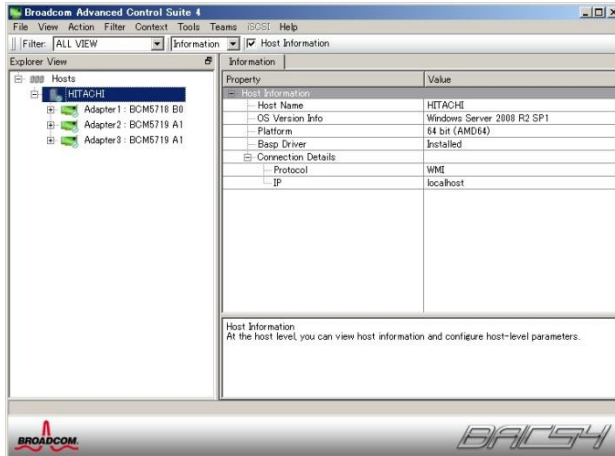 Broadcom Advanced Control Suite 4
File View Action Filter Context Tools Teams iSCSI Help
Filter: ALL VIEW Information Host Information
Explorer View
Hosts
HITACHI
Adapter1 : BCM5718 B0
Adapter2 : BCM5719 A1
Adapter3 : BCM5719 A1
Information
Property Value
Host Information
Host Name HITACHI
OS Version Info Windows Server 2008 R2 SP1
Platform 64 bit (AMD64)
Basp Driver Installed
Connection Details
Protocol WMI
IP localhost
Host Information
At the host level, you can view host information and configure host-level parameters.
BROADCOM.
BACS4